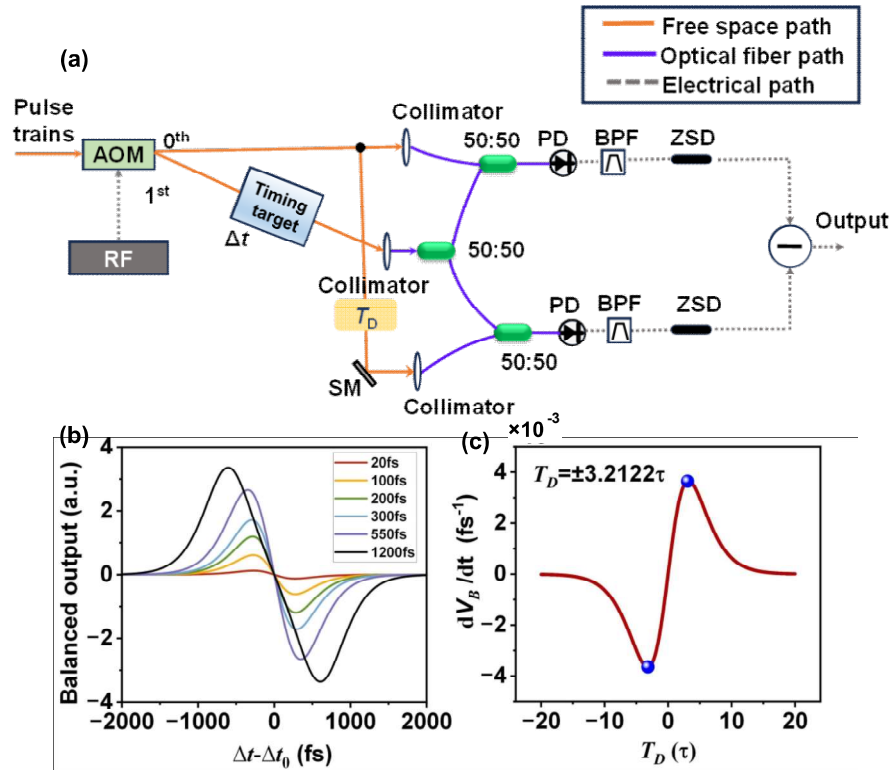 Free space path
Optical fiber path
Electrical path
(a)
Pulse
trains
AOM
0th
1st
RF
Timing
target
Δt
Collimator
50:50
PD
BPF
ZSD
50:50
Output
Collimator
TD
SM
PD
BPF
ZSD
50:50
Collimator
(b)
Balanced output (a.u.)
4
2
0
−2
−4
20fs
100fs
200fs
300fs
550fs
1200fs
−2000
−1000
0
1000
2000
Δt-Δt0 (fs)
(c)
×10 -3
TD=±3.2122τ
dVB/dt (fs-1)
4
2
0
−2
−4
−20
−10
0
10
20
TD (τ)